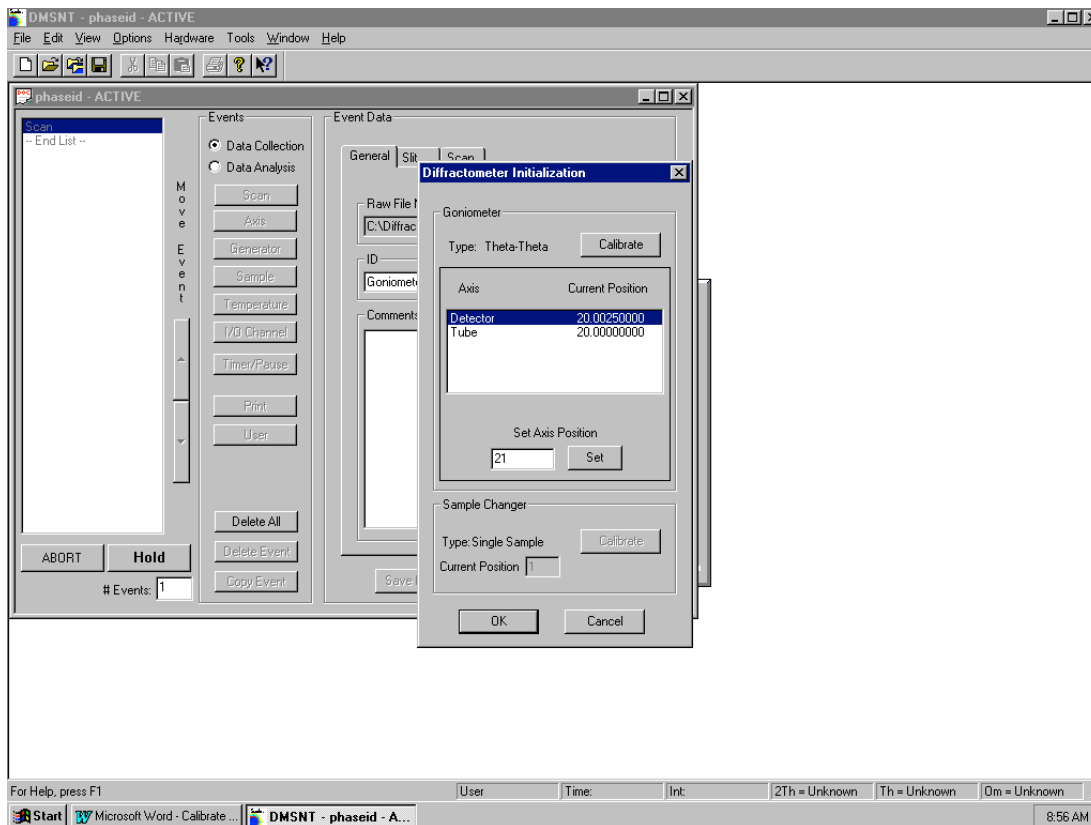 DMSNT - phaseid - ACTIVE
File Edit View Options Hardware Tools Window Help
phaseid - ACTIVE
Scan
-- End List --
Move Event
ABORT
Hold
# Events: 1
Events
Data Collection
Data Analysis
Scan
Axis
Generator
Sample
Temperature
I/O Channel
Timer/Pause
Print
User
Delete All
Delete Event
Copy Event
Event Data
General Slit Scan
Raw File N
C:\Diffrac
ID
Goniomete
Comments
Save
Diffractometer Initialization
Goniometer
Type: Theta-Theta
Calibrate
Axis Current Position
Detector 20.00250000
Tube 20.00000000
Set Axis Position
21 Set
Sample Changer
Type: Single Sample
Calibrate
Current Position 1
OK Cancel
For Help, press F1 User Time: Int: 2Th = Unknown Th = Unknown Om = Unknown
Start Microsoft Word - Calibrate ... DMSNT - phaseid - A... 8:56 AM